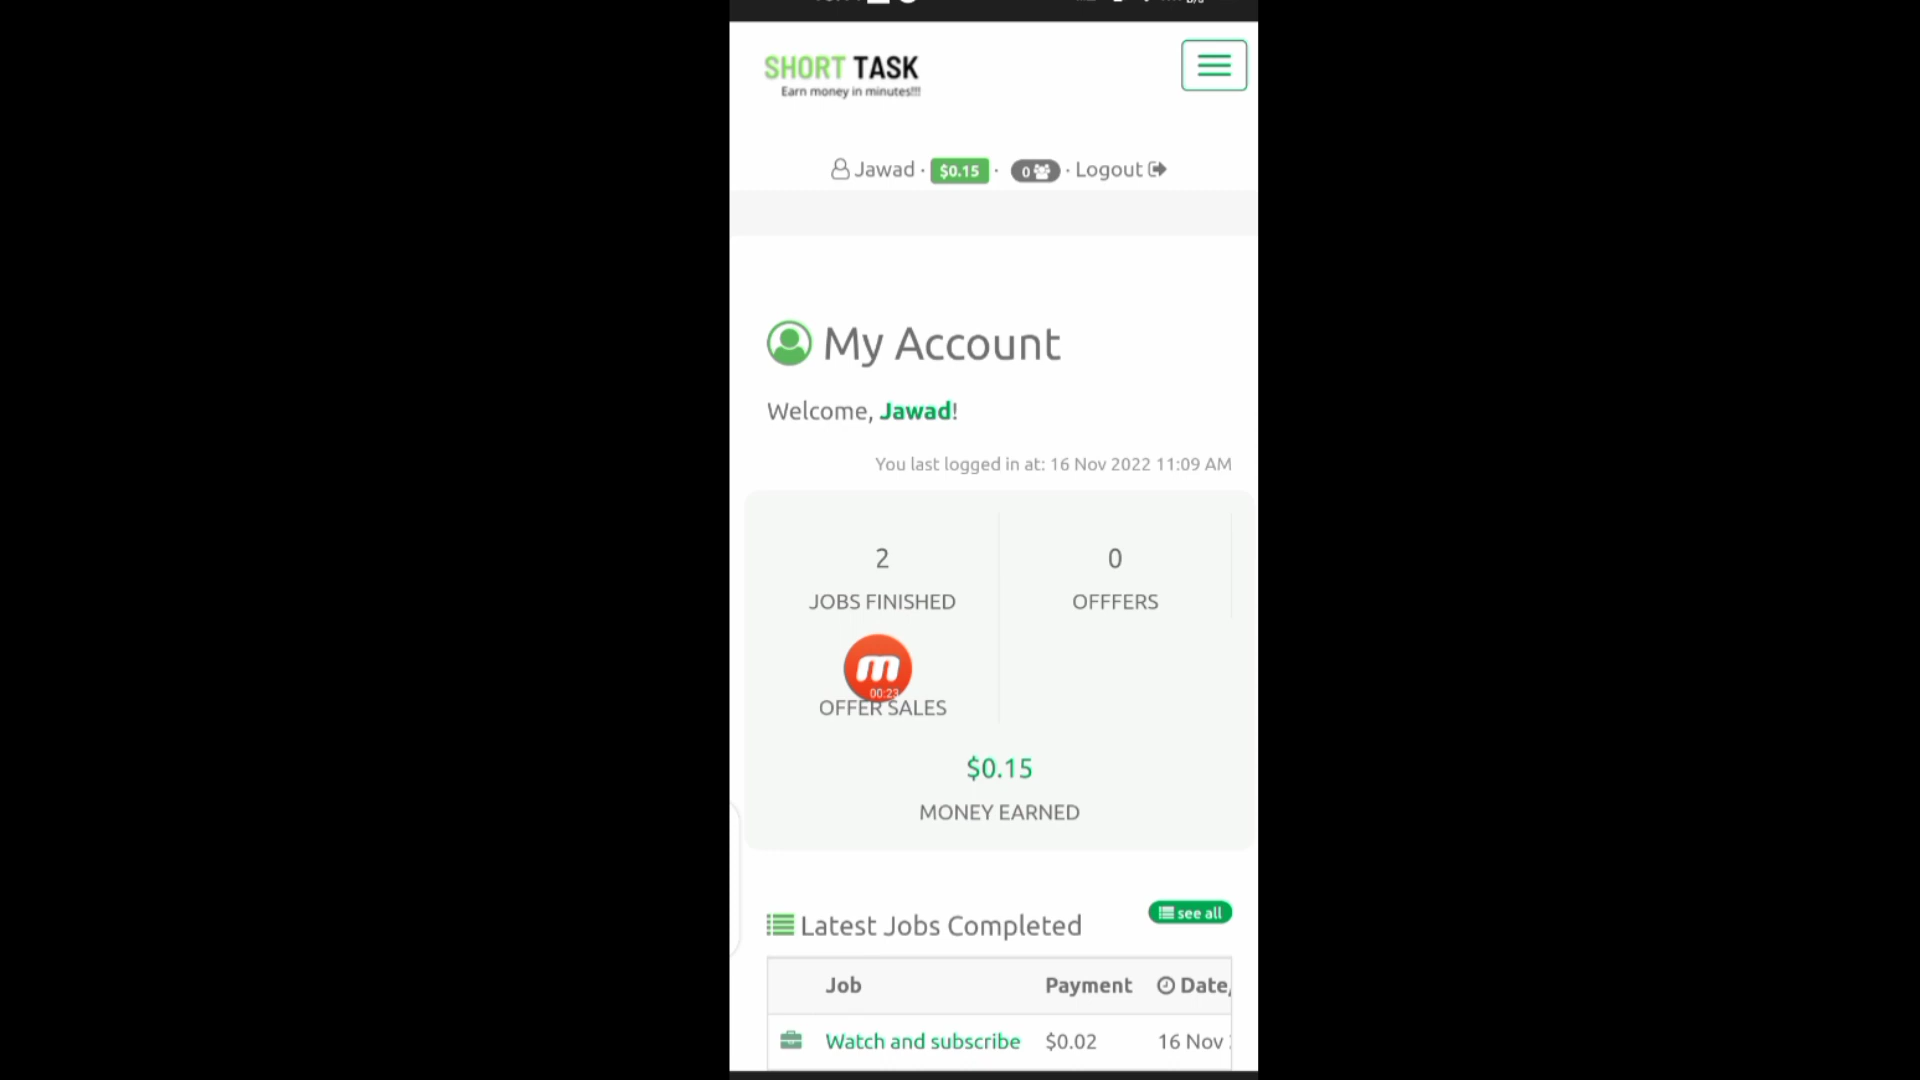 SHORT TASK
Earn money in minutes!!!
Jawad · $0.15 · 0 · Logout
My Account
Welcome, Jawad!
You last logged in at: 16 Nov 2022 11:09 AM
2 0
JOBS FINISHED OFFFERS
m
00:23
OFFER SALES
$0.15
MONEY EARNED
Latest Jobs Completed see all
Job Payment Date/
Watch and subscribe $0.02 16 Nov